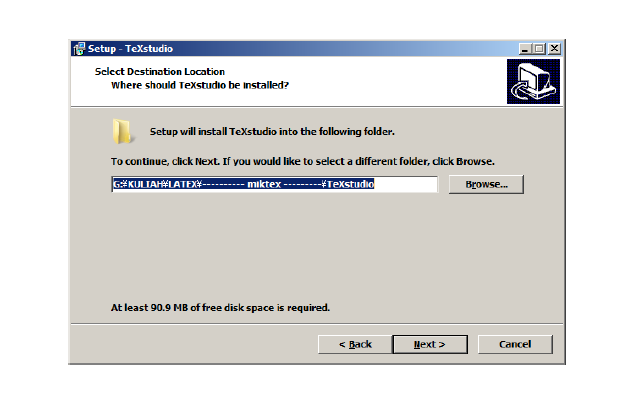 Setup - TeXstudio
Select Destination Location
Where should TeXstudio be installed?
Setup will install TeXstudio into the following folder.
To continue, click Next. If you would like to select a different folder, click Browse.
G:¥KULIAH¥LATEX¥---------- miktex ---------¥TeXstudio
Browse...
At least 90.9 MB of free disk space is required.
< Back
Next >
Cancel